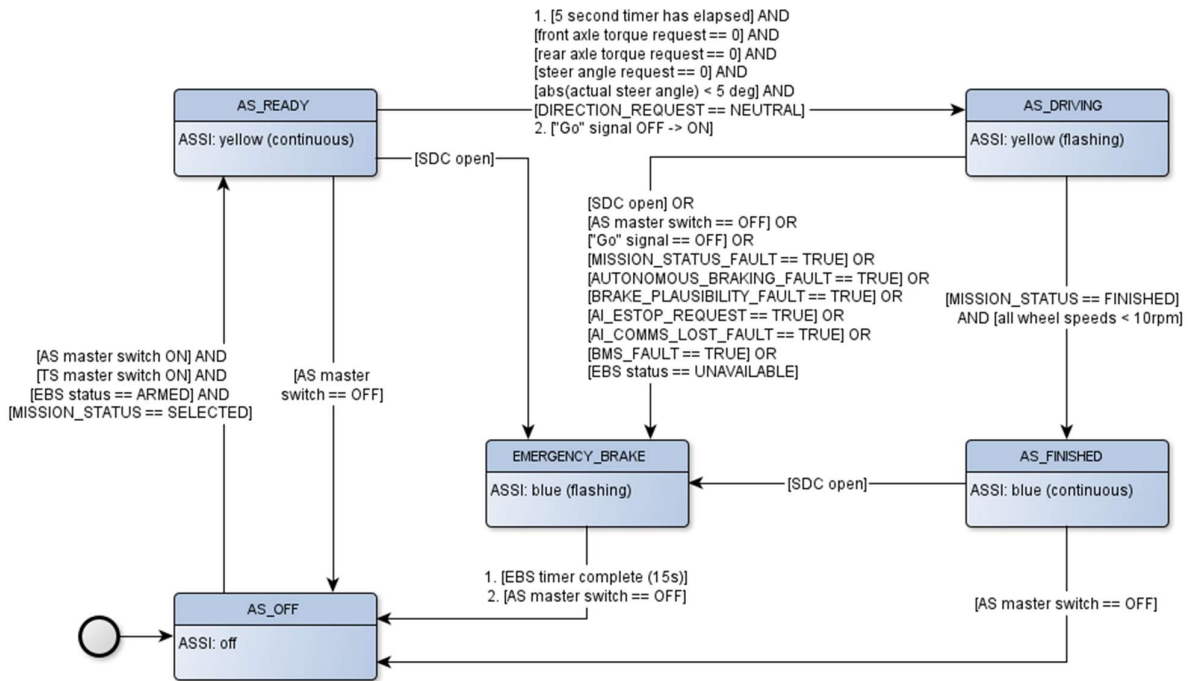 1. [5 second timer has elapsed] AND
[front axle torque request == 0] AND
[rear axle torque request == 0] AND
[steer angle request == 0] AND
[abs(actual steer angle) < 5 deg] AND
[DIRECTION_REQUEST == NEUTRAL]
2. ["Go" signal OFF -> ON]
AS_READY
ASSI: yellow (continuous)
AS_DRIVING
ASSI: yellow (flashing)
[SDC open]
[SDC open] OR
[AS master switch == OFF] OR
["Go" signal == OFF] OR
[MISSION_STATUS_FAULT == TRUE] OR
[AUTONOMOUS_BRAKING_FAULT == TRUE] OR
[BRAKE_PLAUSIBILITY_FAULT == TRUE] OR
[AI_ESTOP_REQUEST == TRUE] OR
[AI_COMMS_LOST_FAULT == TRUE] OR
[BMS_FAULT == TRUE] OR
[EBS status == UNAVAILABLE]
[MISSION_STATUS == FINISHED]
AND [all wheel speeds < 10rpm]
[AS master switch ON] AND
[TS master switch ON] AND
[EBS status == ARMED] AND
[MISSION_STATUS == SELECTED]
[AS master
switch == OFF]
EMERGENCY_BRAKE
ASSI: blue (flashing)
[SDC open]
AS_FINISHED
ASSI: blue (continuous)
1. [EBS timer complete (15s)]
2. [AS master switch == OFF]
[AS master switch == OFF]
AS_OFF
ASSI: off